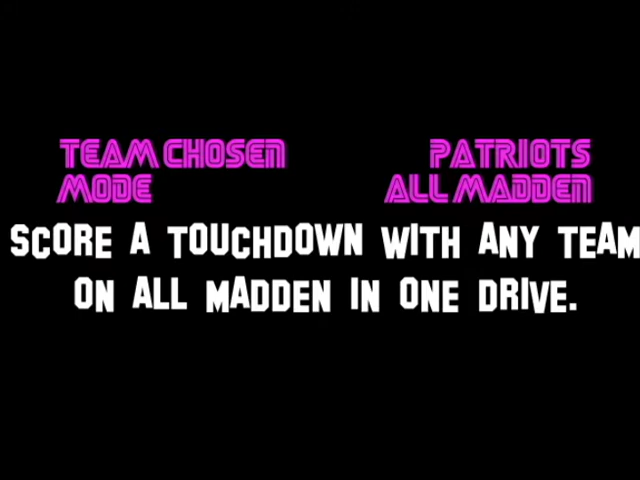 TEAM CHOSEN PATRIOTS
MODE ALL MADDEN
SCORE A TOUCHDOWN WITH ANY TEAM
ON ALL MADDEN IN ONE DRIVE.